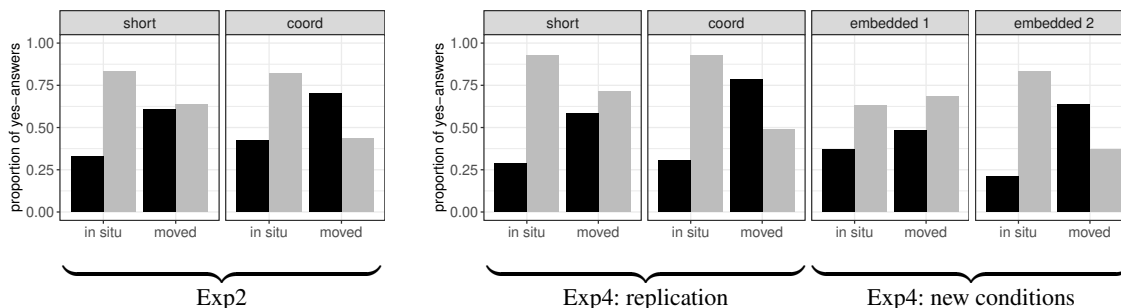 short coord
short coord embedded 1 embedded 2
proportion of yes−answers
1.00
0.75
0.50
0.25
0.00
in situ moved in situ moved
proportion of yes−answers
1.00
0.75
0.50
0.25
0.00
in situ moved in situ moved in situ moved in situ moved
Exp2
Exp4: replication
Exp4: new conditions